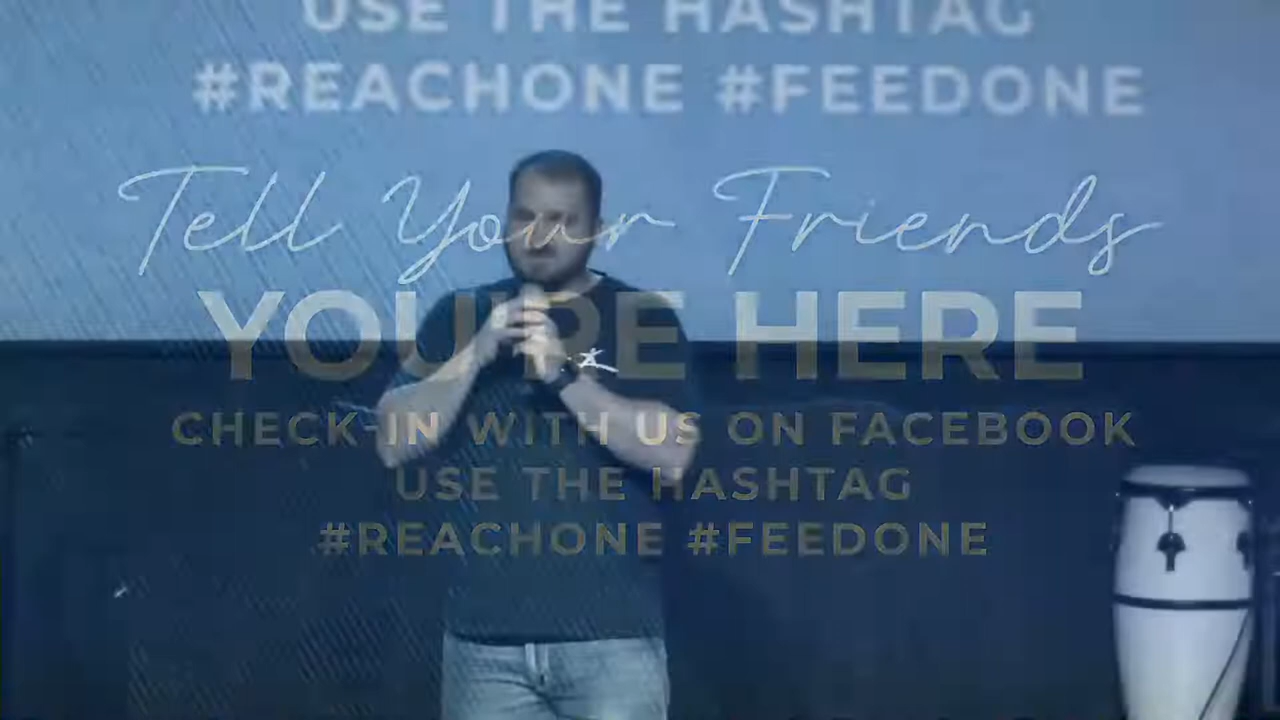 USE THE HASHTAG
#REACHONE #FEEDONE
Tell Your Friends
YOU'RE HERE
CHECK-IN WITH US ON FACEBOOK
USE THE HASHTAG
#REACHONE #FEEDONE